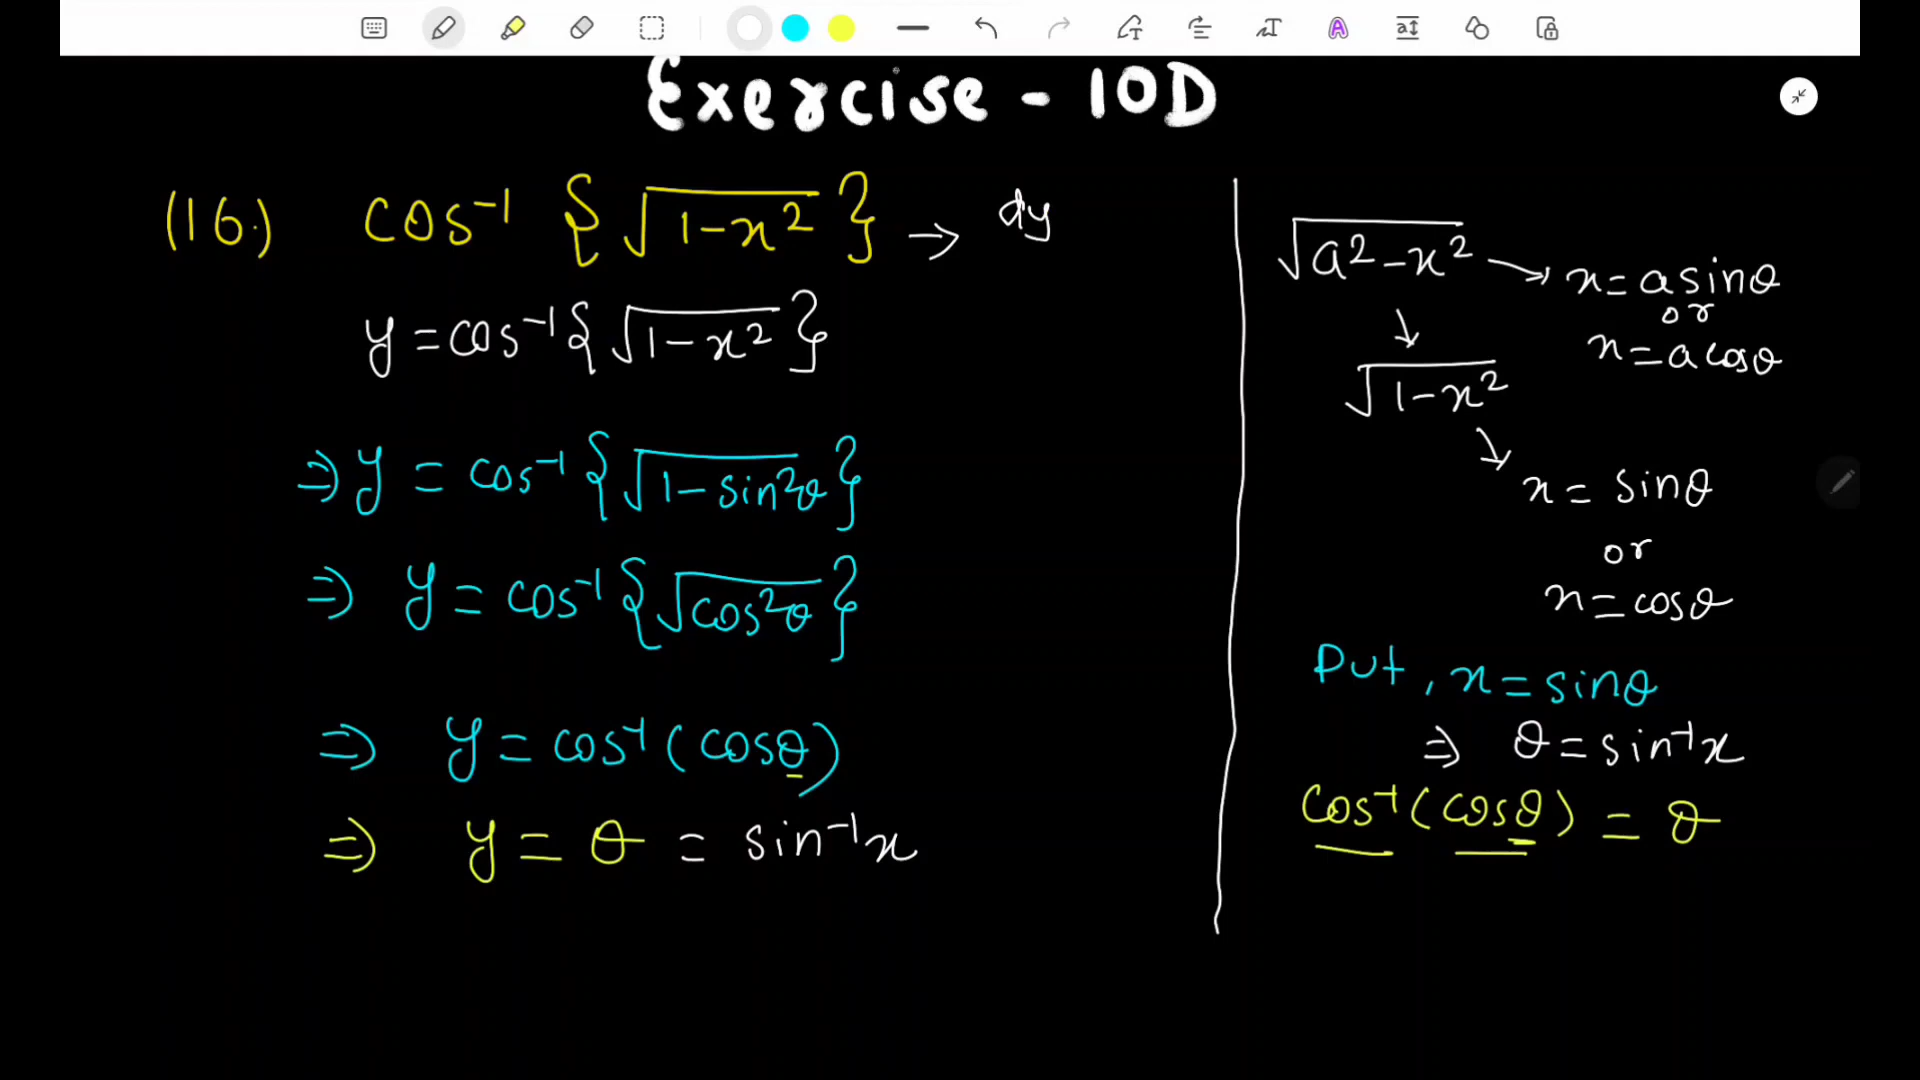 Exercise - 10D
(16.) cos⁻¹ {√(1-x²)} → dy
y = cos⁻¹{√(1-x²)}
⇒ y = cos⁻¹{√(1-sin²θ)}
⇒ y = cos⁻¹{√(cos²θ)}
⇒ y = cos⁻¹(cosθ)
⇒ y = θ = sin⁻¹x
√(a²-x²) → x = a sinθ
or
x = a cosθ
↓
√(1-x²)
↘
x = sinθ
or
x = cosθ
Put, x = sinθ
⇒ θ = sin⁻¹x
cos⁻¹(cosθ) = θ